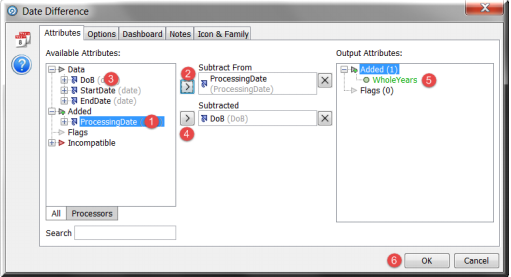 Date Difference
Attributes Options Dashboard Notes Icon & Family
Available Attributes:
Data
DoB (d
3
StartDate (date)
EndDate (date)
Added
ProcessingDate 1
Flags
Incompatible
All Processors
Search
Subtract From
2
ProcessingDate
(ProcessingDate)
Subtracted
DoB (DoB)
4
Output Attributes:
Added (1)
WholeYears 5
Flags (0)
6 OK Cancel